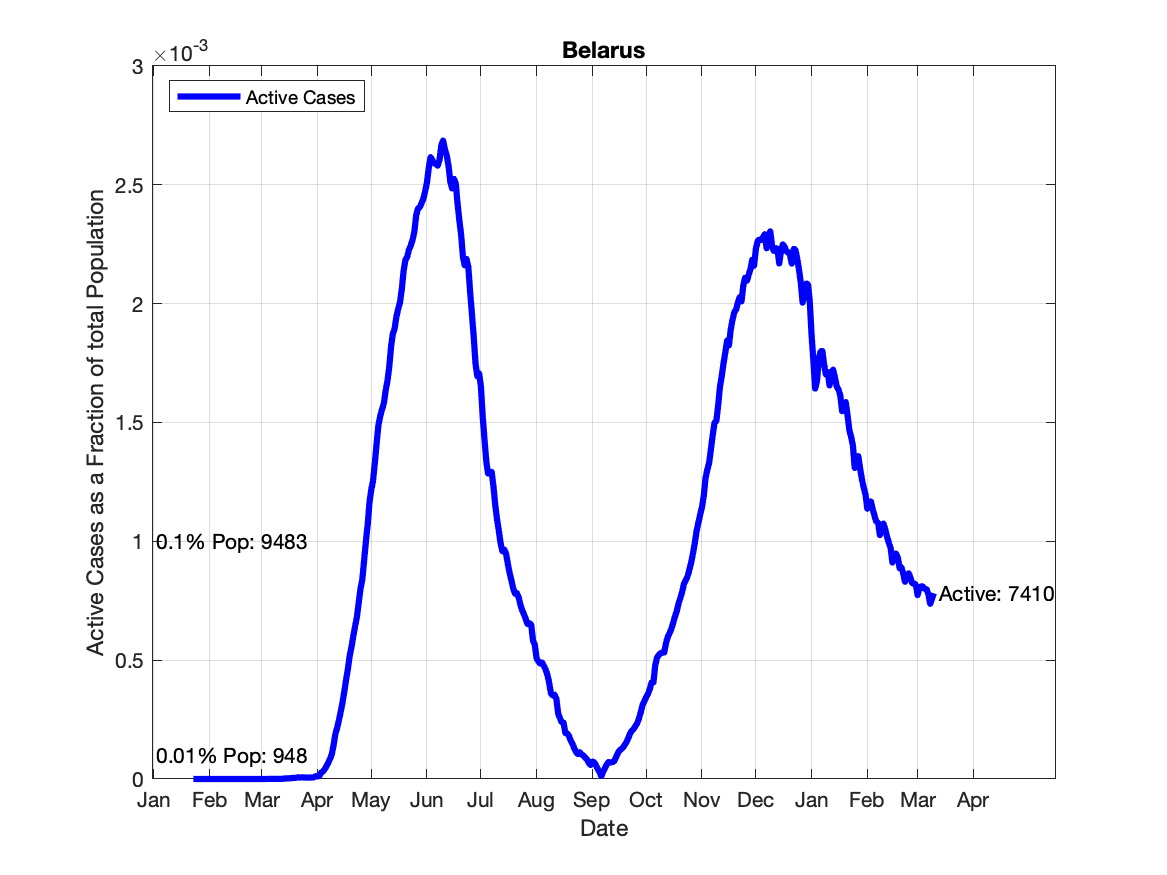 Belarus
×10⁻³
Active Cases
3
2.5
2
1.5
1
0.5
0
Active Cases as a Fraction of total Population
0.1% Pop: 9483
0.01% Pop: 948
Active: 7410
Jan Feb Mar Apr May Jun Jul Aug Sep Oct Nov Dec Jan Feb Mar Apr
Date